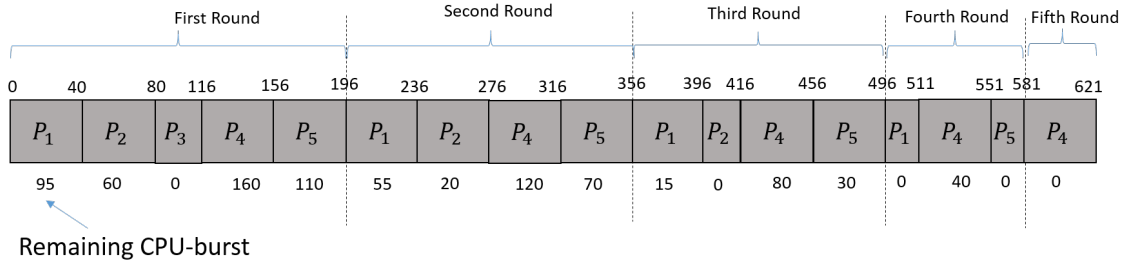 First Round Second Round Third Round Fourth Round Fifth Round
0 40 80 116 156 196 236 276 316 356 396 416 456 496 511 551 581 621
P1 P2 P3 P4 P5 P1 P2 P4 P5 P1 P2 P4 P5 P1 P4 P5 P4
95 60 0 160 110 55 20 120 70 15 0 80 30 0 40 0 0
Remaining CPU-burst